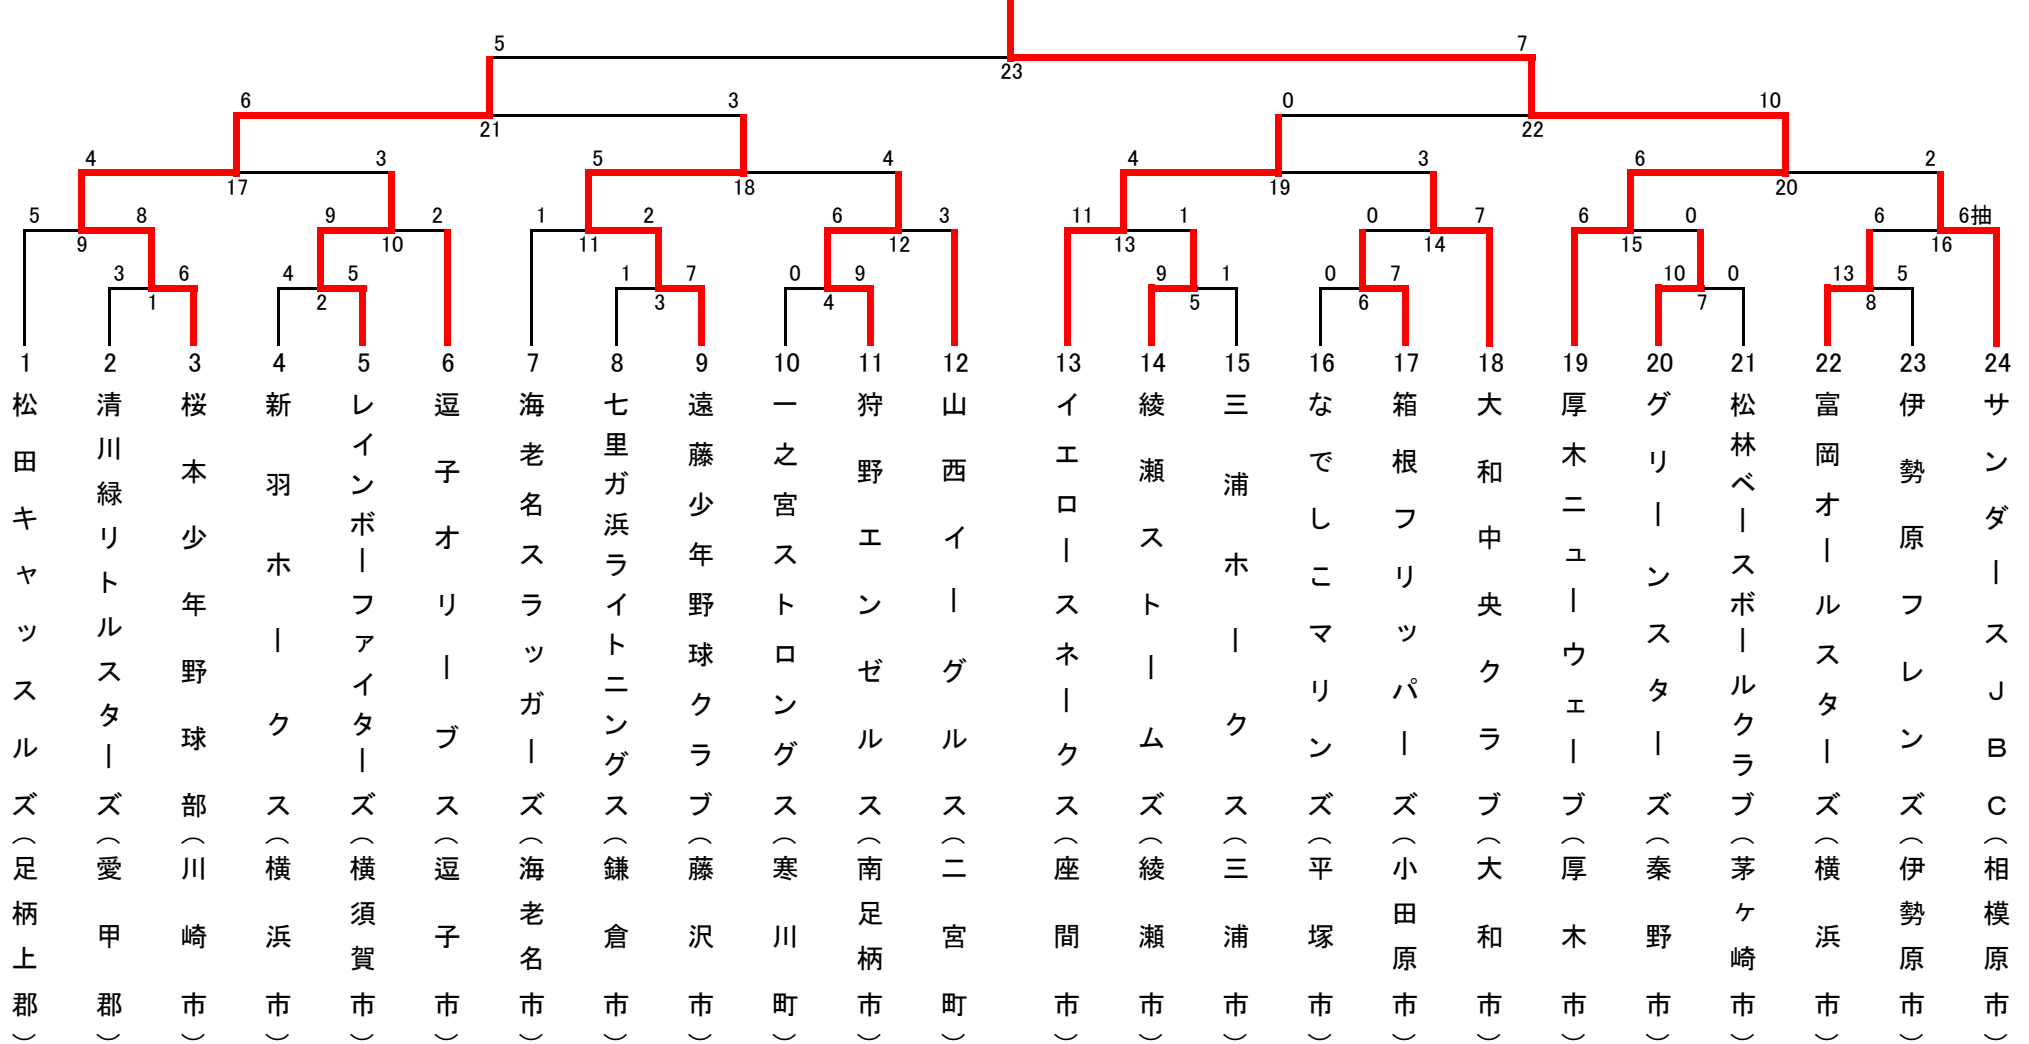 5 7
23
6 3 0 10
21 22
4 3 5 4 4 3 6 2
17 18 19 20
5 8 9 2 1 2 6 3 11 1 0 7 6 0 6 6抽
9 10 11 12 13 14 15 16
3 6 4 5 1 7 0 9 9 1 0 7 10 0 13 5
1 2 3 4 5 6 7 8
1 2 3 4 5 6 7 8 9 10 11 12 13 14 15 16 17 18 19 20 21 22 23 24
松田キャッスルズ(足柄上郡)
清川緑リトルスターズ(愛甲郡)
桜本少年野球部(川崎市)
新羽ホークス(横浜市)
レインボーファイターズ(横須賀市)
逗子オリーブス(逗子市)
海老名スラッガーズ(海老名市)
七里ガ浜ライトニングス(鎌倉市)
遠藤少年野球クラブ(藤沢市)
一之宮ストロングス(寒川町)
狩野エンゼルス(南足柄市)
山西イーグルス(二宮町)
イエロースネークス(座間市)
綾瀬ストームズ(綾瀬市)
三浦ホークス(三浦市)
なでしこマリンズ(平塚市)
箱根フリッパーズ(小田原市)
大和中央クラブ(大和市)
厚木ニューウェーブ(厚木市)
グリーンスターズ(秦野市)
松林ベースボールクラブ(茅ヶ崎市)
富岡オールスターズ(横浜市)
伊勢原フレンズ(伊勢原市)
サンダースJBC(相模原市)